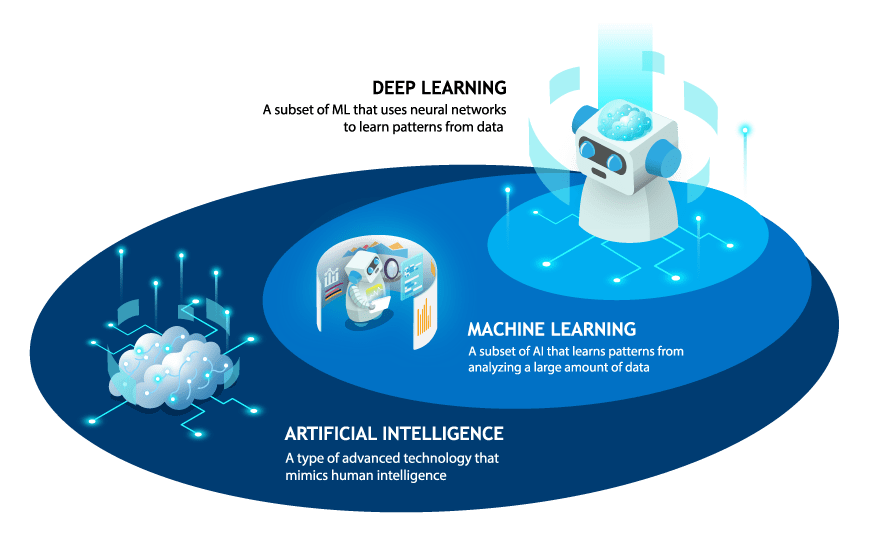 DEEP LEARNING
A subset of ML that uses neural networks
to learn patterns from data
MACHINE LEARNING
A subset of AI that learns patterns from
analyzing a large amount of data
ARTIFICIAL INTELLIGENCE
A type of advanced technology that
mimics human intelligence